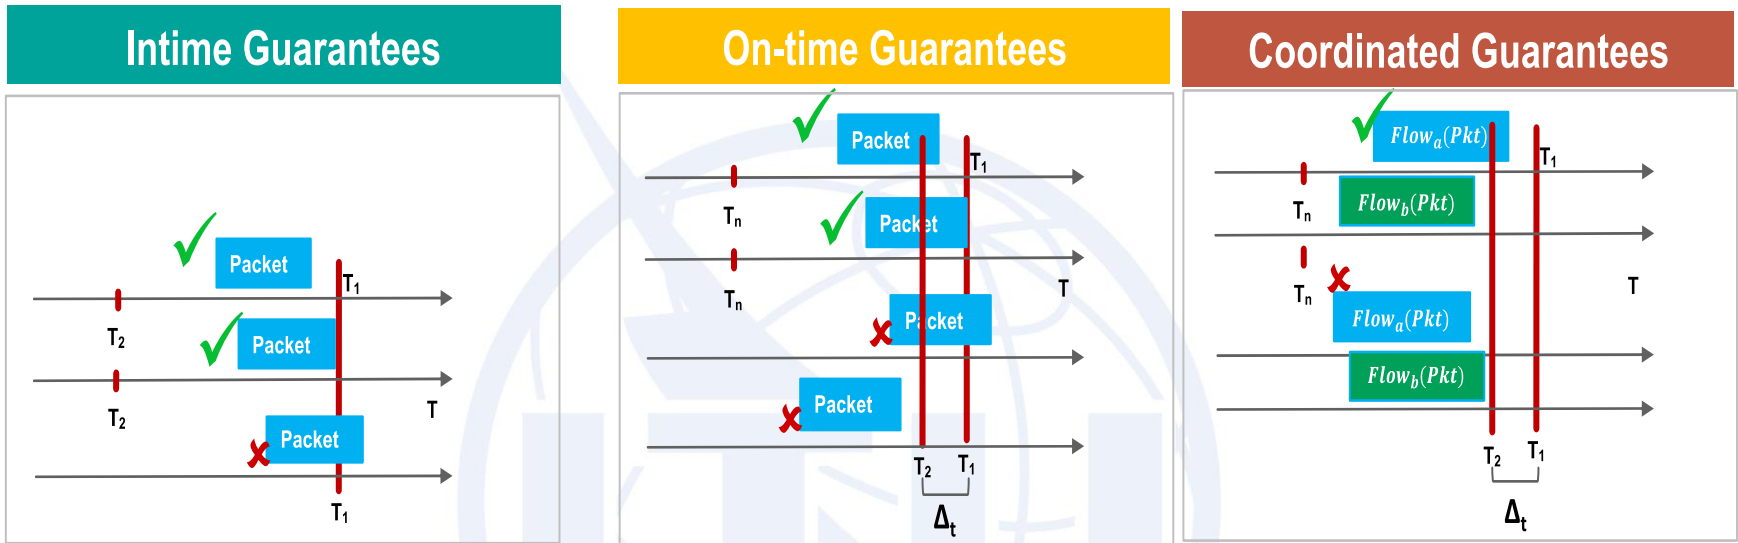 Intime Guarantees
Packet
T1
T2
Packet
T2
T
Packet
T1
On-time Guarantees
Packet
T1
Tn
Packet
Tn
T
Packet
Packet
T2 T1
Δt
Coordinated Guarantees
Flowa(Pkt)
T1
Tn
Flowb(Pkt)
Tn
T
Flowa(Pkt)
Flowb(Pkt)
T2 T1
Δt